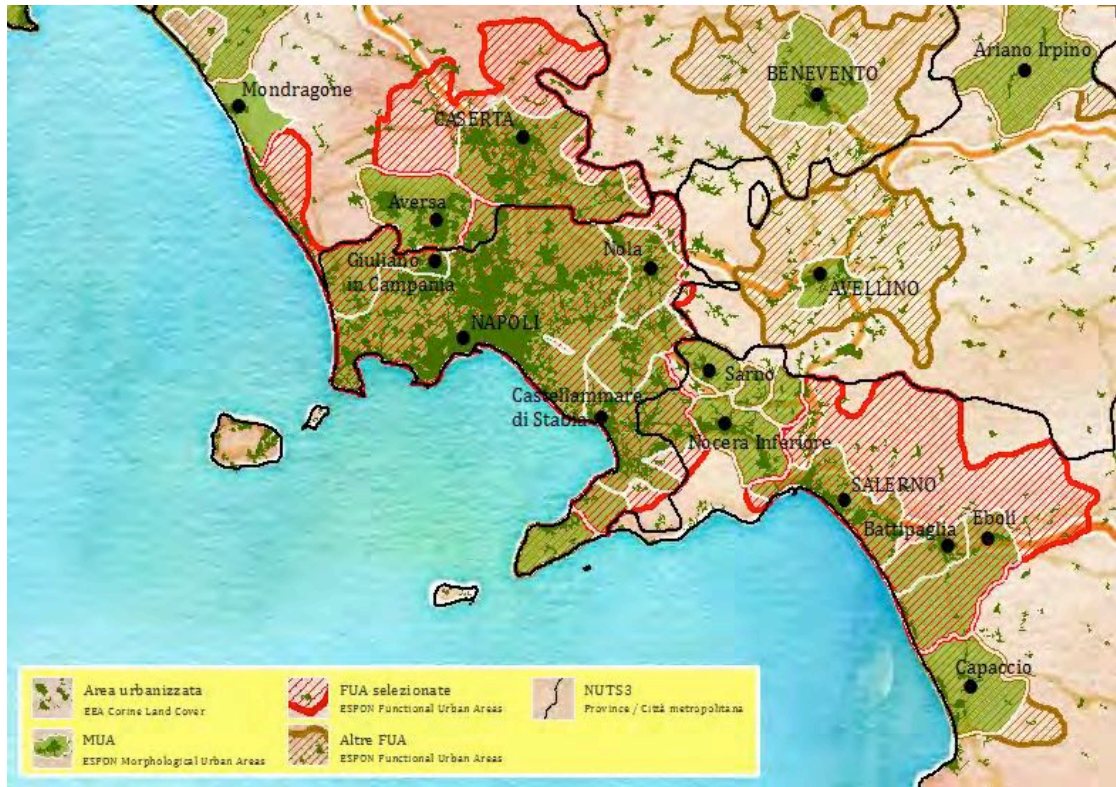 Ariano Irpino
BENEVENTO
Mondragone
CASERTA
Aversa
Nola
Giuliano
in Campania
AVELLINO
NAPOLI
Sarno
Castellammare
di Stabia
Nocera Inferiore
SALERNO
Battipaglia
Eboli
Capaccio
Area urbanizzata
EEA Corine Land Cover
MUA
ESPON Morphological Urban Areas
FUA selezionate
ESPON Functional Urban Areas
Altre FUA
ESPON Functional Urban Areas
NUTS3
Province / Città metropolitana